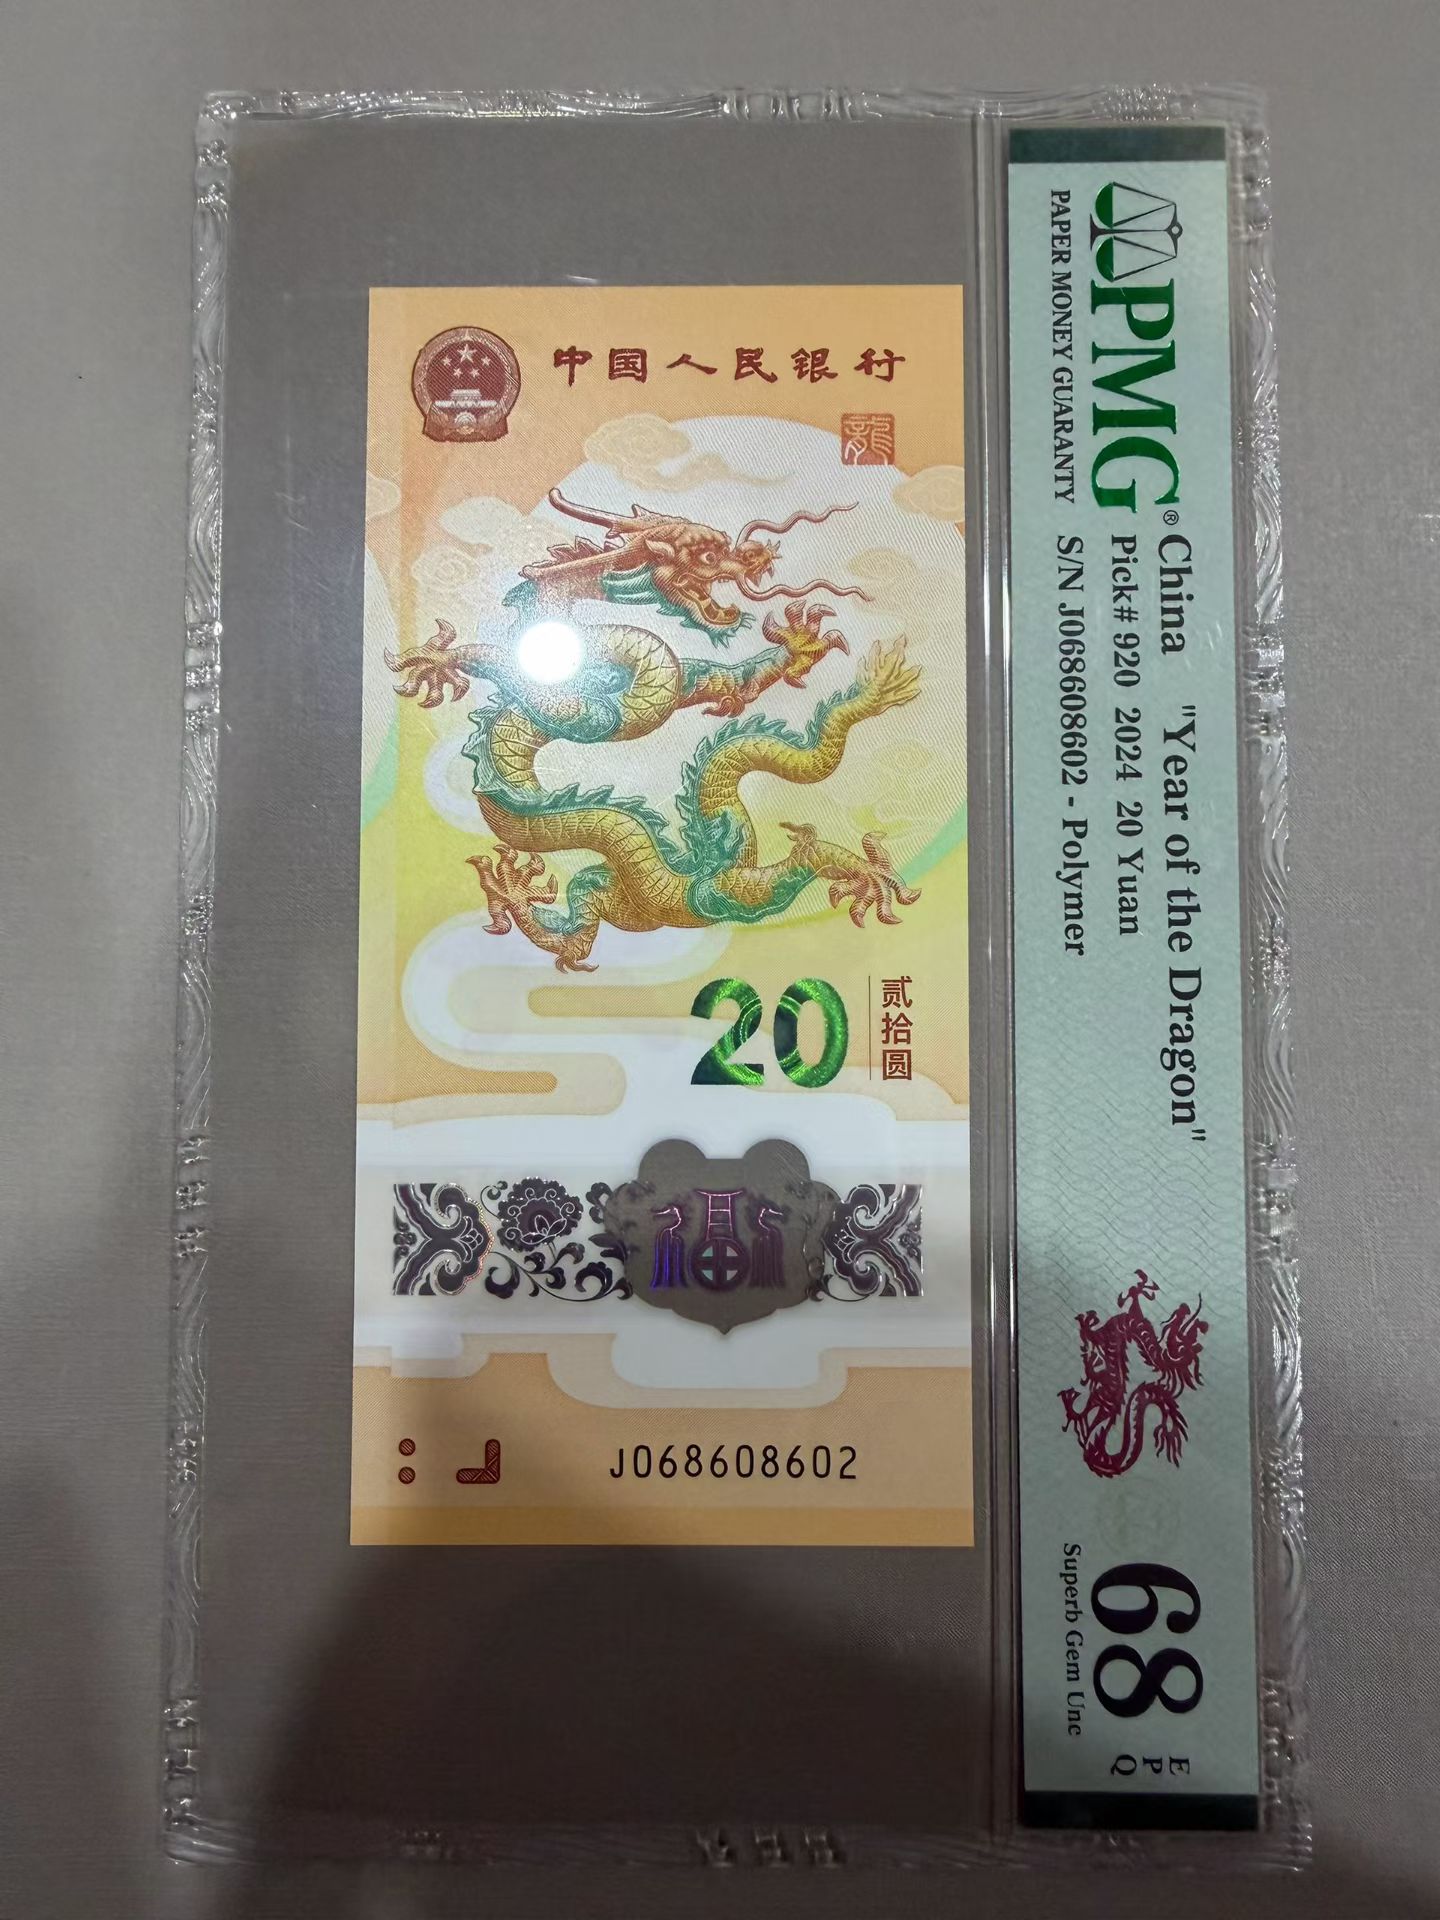 中国人民银行
龍
20
贰拾圆
J068608602
PMG®
PAPER MONEY GUARANTY
China "Year of the Dragon"
Pick# 920 2024 20 Yuan
S/N J068608602 - Polymer
68
Superb Gem Unc
EPQ